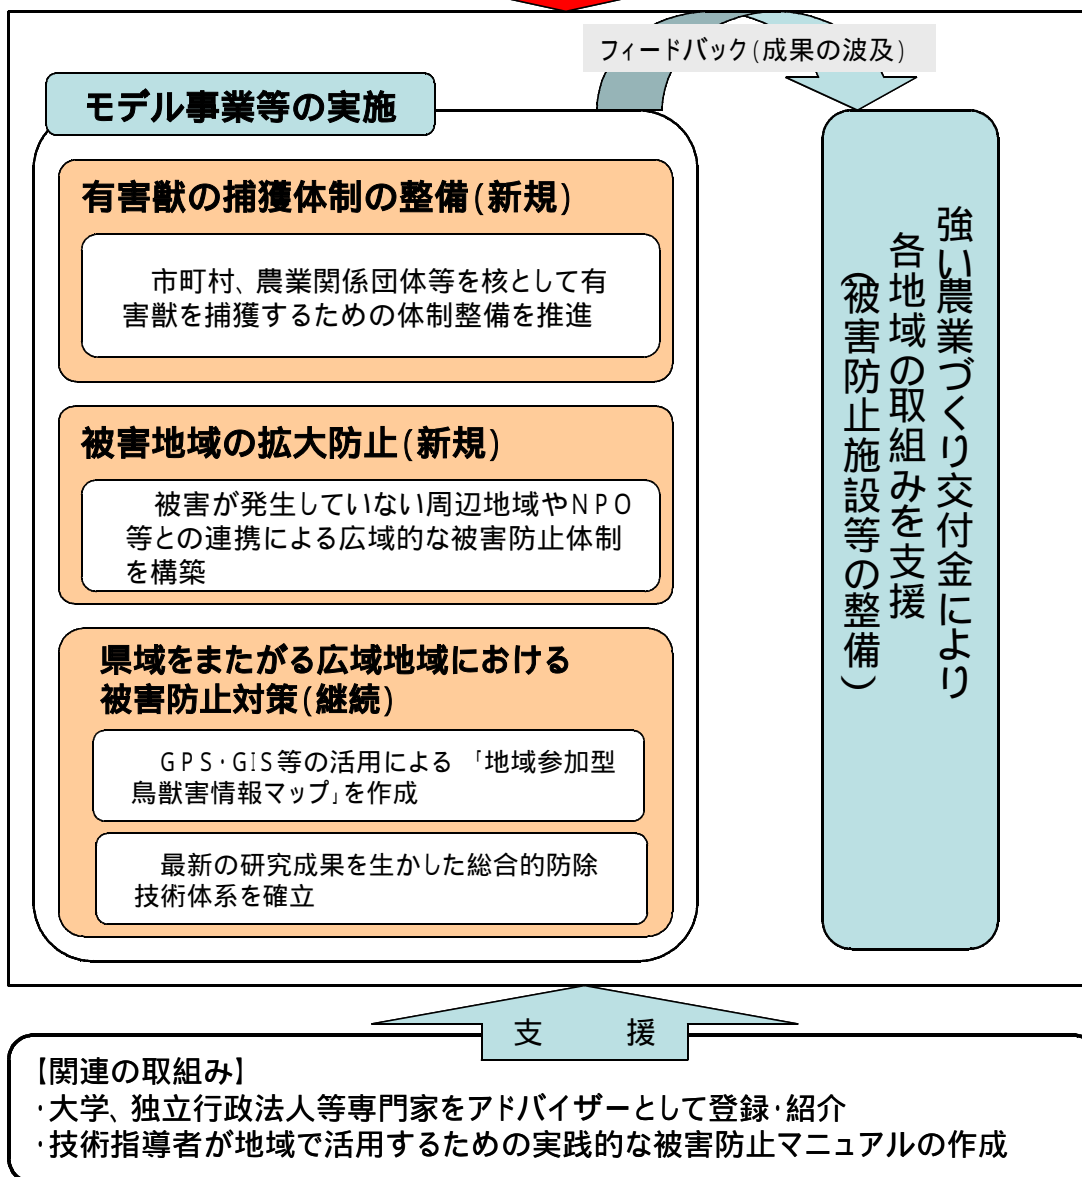 フィードバック(成果の波及)
モデル事業等の実施
有害獣の捕獲体制の整備(新規)
市町村、農業関係団体等を核として有
害獣を捕獲するための体制整備を推進
被害地域の拡大防止(新規)
被害が発生していない周辺地域やNPO
等との連携による広域的な被害防止体制
を構築
県域をまたがる広域地域における
被害防止対策(継続)
GPS・GIS等の活用による 「地域参加型
鳥獣害情報マップ」を作成
最新の研究成果を生かした総合的防除
技術体系を確立
強い農業づくり交付金により
各地域の取組みを支援
(被害防止施設等の整備)
支 援
【関連の取組み】
・大学、独立行政法人等専門家をアドバイザーとして登録・紹介
・技術指導者が地域で活用するための実践的な被害防止マニュアルの作成